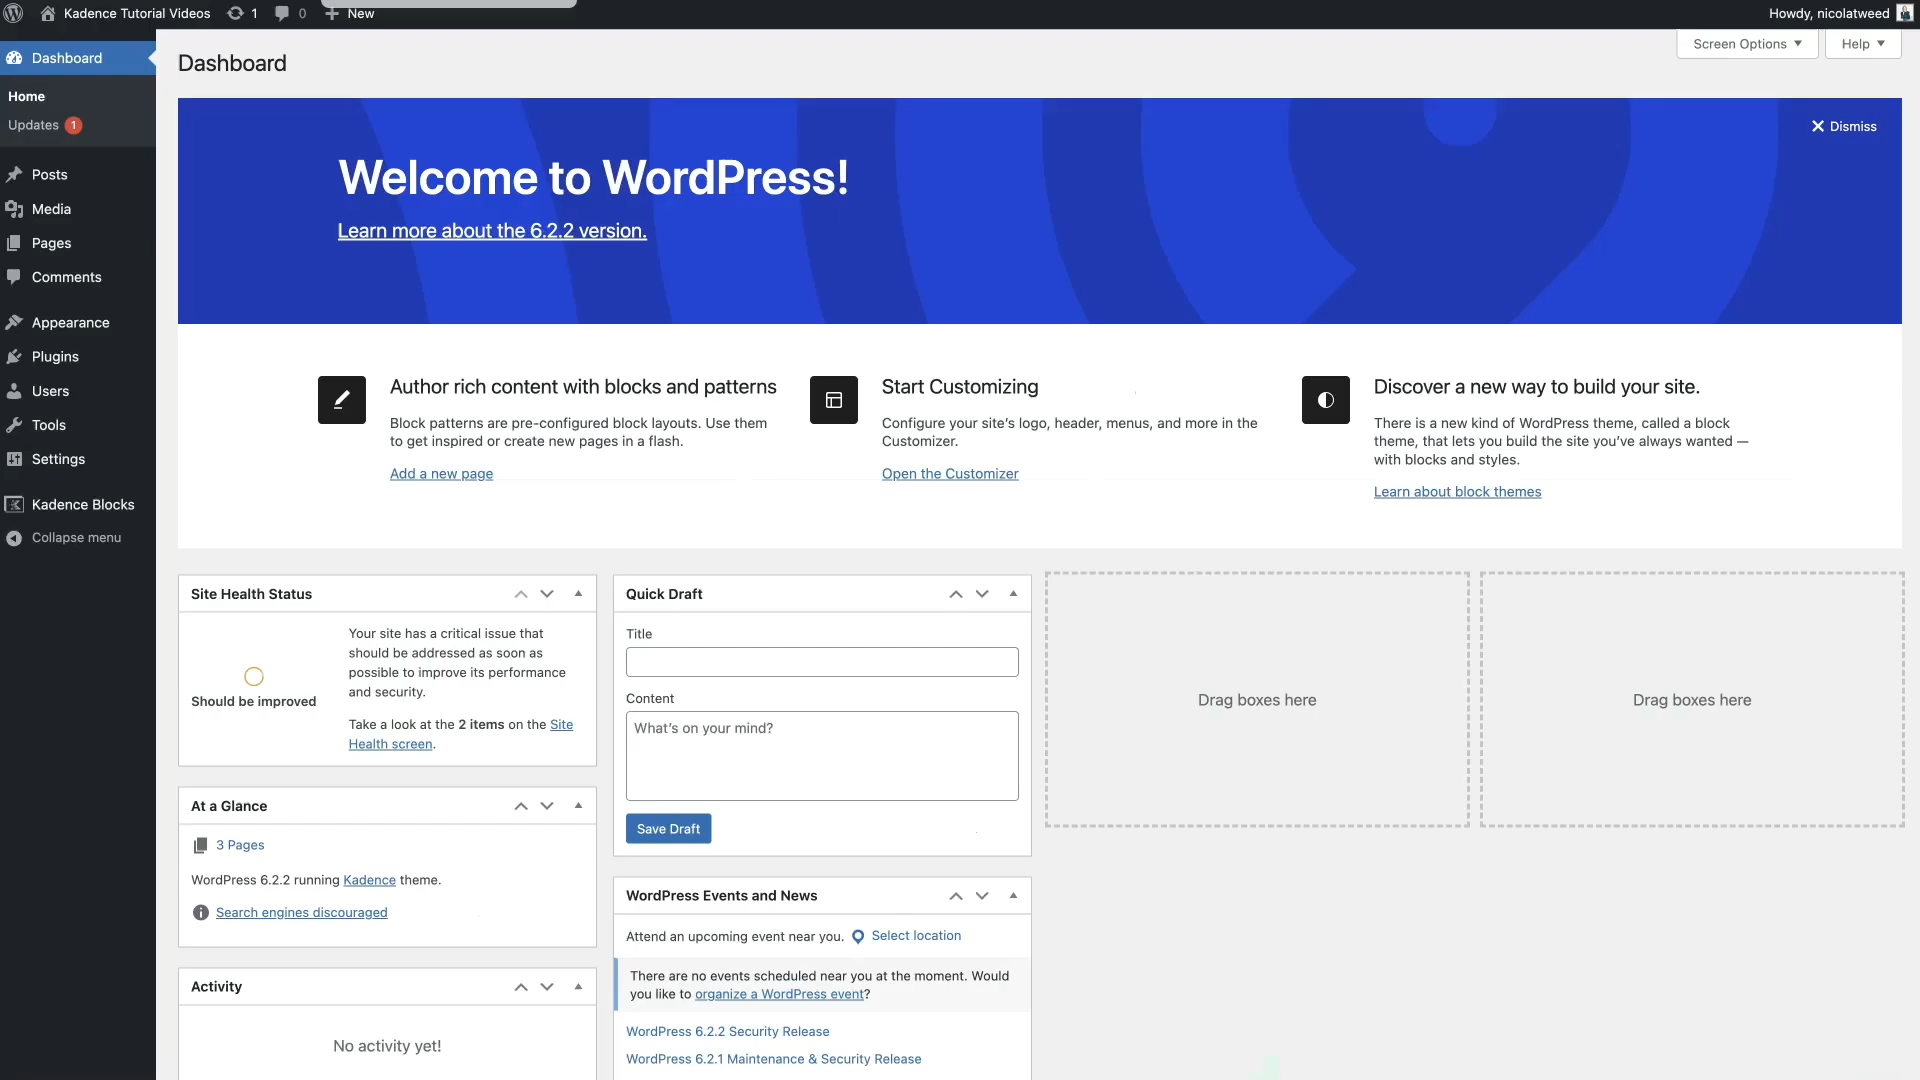 Kadence Tutorial Videos 1 0 New Howdy, nicolatweed
Screen Options Help
Dashboard
Home
Updates 1
Posts
Media
Pages
Comments
Appearance
Plugins
Users
Tools
Settings
Kadence Blocks
Collapse menu
Dashboard
Dismiss
Welcome to WordPress!
Learn more about the 6.2.2 version.
Author rich content with blocks and patterns
Block patterns are pre-configured block layouts. Use them
to get inspired or create new pages in a flash.
Add a new page
Start Customizing
Configure your site's logo, header, menus, and more in the
Customizer.
Open the Customizer
Discover a new way to build your site.
There is a new kind of WordPress theme, called a block
theme, that lets you build the site you've always wanted —
with blocks and styles.
Learn about block themes
Site Health Status
Should be improved
Your site has a critical issue that
should be addressed as soon as
possible to improve its performance
and security.
Take a look at the 2 items on the Site
Health screen.
At a Glance
3 Pages
WordPress 6.2.2 running Kadence theme.
Search engines discouraged
Activity
No activity yet!
Quick Draft
Title
Content
What's on your mind?
Save Draft
WordPress Events and News
Attend an upcoming event near you. Select location
There are no events scheduled near you at the moment. Would
you like to organize a WordPress event?
WordPress 6.2.2 Security Release
WordPress 6.2.1 Maintenance & Security Release
Drag boxes here
Drag boxes here